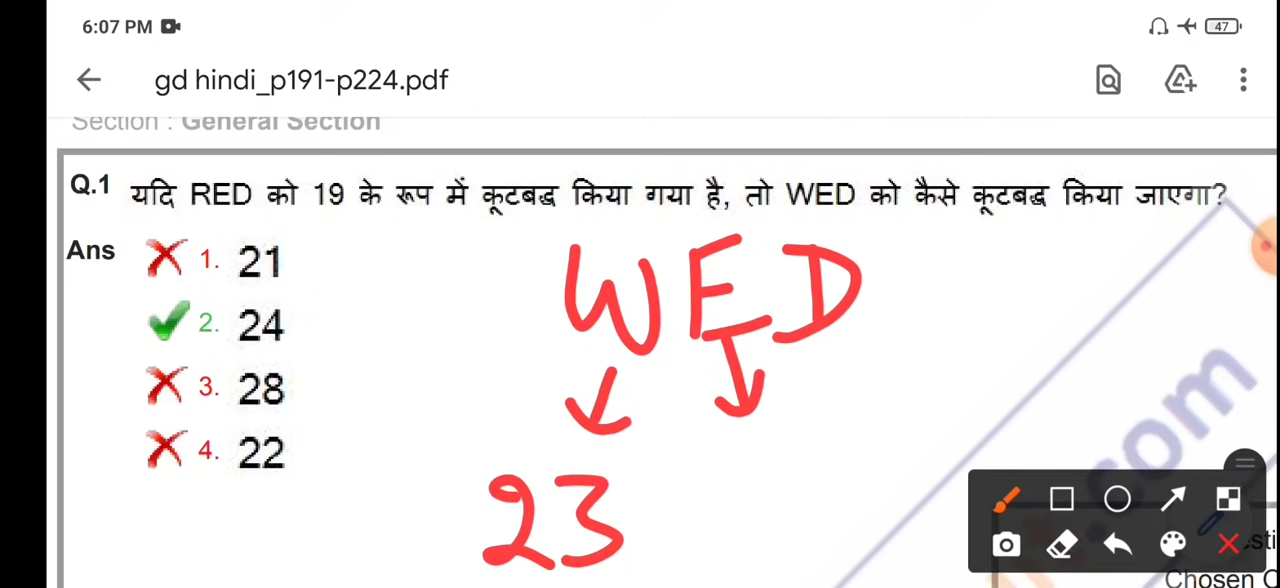 6:07 PM
47
gd hindi_p191-p224.pdf
Section : General Section
Q.1 यदि RED को 19 के रूप में कूटबद्ध किया गया है, तो WED को कैसे कूटबद्ध किया जाएगा?
Ans 1. 21
2. 24
3. 28
4. 22
WED
23
.com
Chosen O